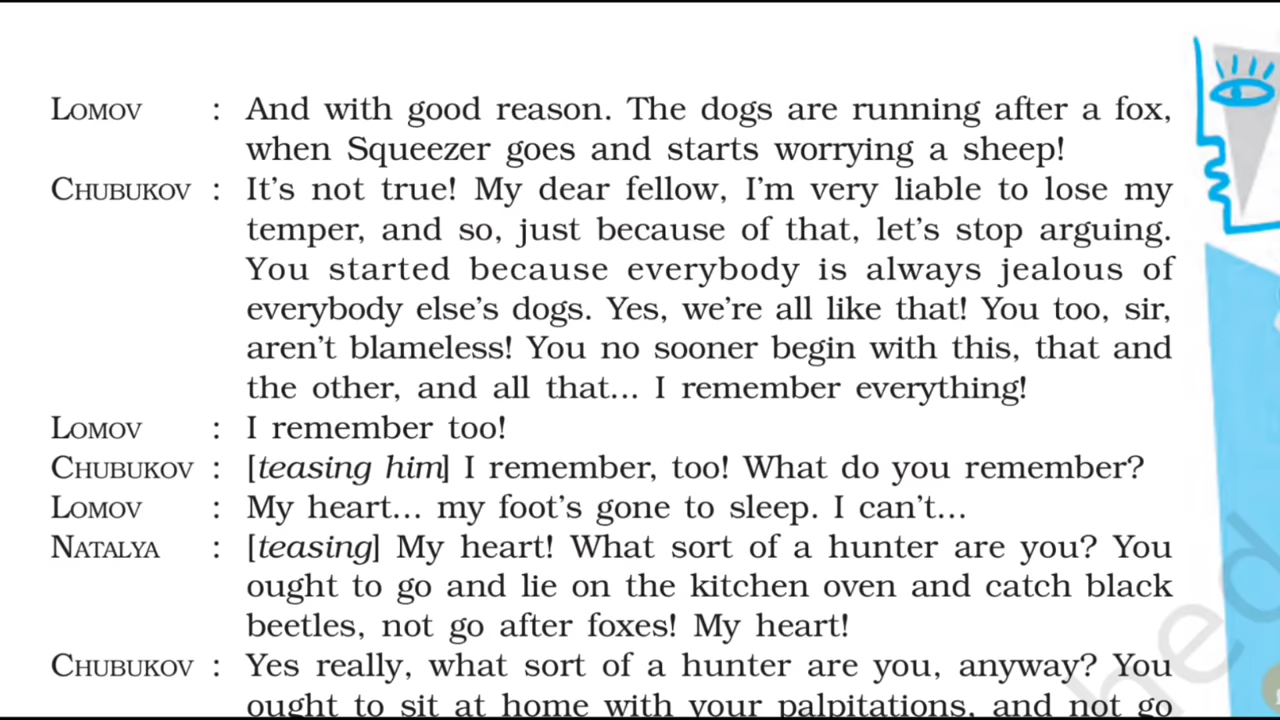 LOMOV : And with good reason. The dogs are running after a fox,
when Squeezer goes and starts worrying a sheep!
CHUBUKOV : It's not true! My dear fellow, I'm very liable to lose my
temper, and so, just because of that, let's stop arguing.
You started because everybody is always jealous of
everybody else's dogs. Yes, we're all like that! You too, sir,
aren't blameless! You no sooner begin with this, that and
the other, and all that... I remember everything!
LOMOV : I remember too!
CHUBUKOV : [teasing him] I remember, too! What do you remember?
LOMOV : My heart... my foot's gone to sleep. I can't...
NATALYA : [teasing] My heart! What sort of a hunter are you? You
ought to go and lie on the kitchen oven and catch black
beetles, not go after foxes! My heart!
CHUBUKOV : Yes really, what sort of a hunter are you, anyway? You
ought to sit at home with your palpitations, and not go
hed